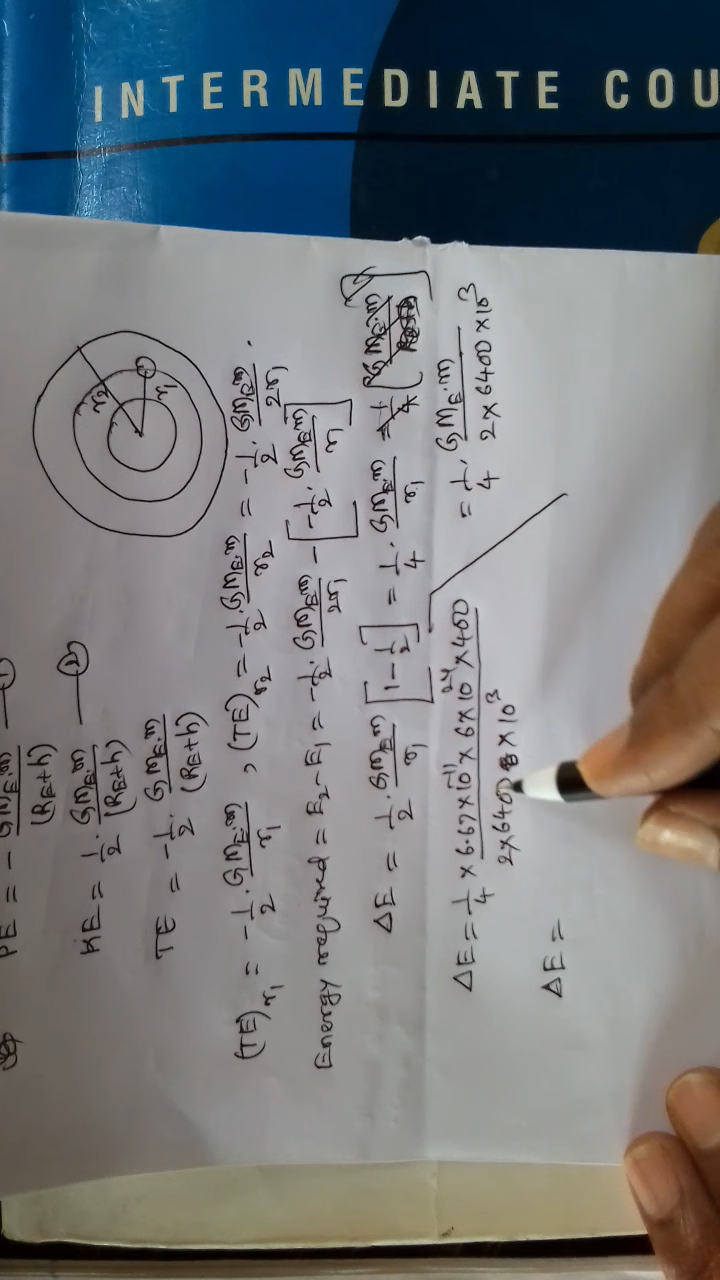 INTERMEDIATE COU
PE = - GME.m/(RE+h) — ①
KE = 1/2 · GME.m/(RE+h) — ②
TE = -1/2 · GME.m/(RE+h)
r2 r1
(TE)r1 = -1/2 · GME.m/r1 , (TE)r2 = -1/2 · GME.m/r2 = -1/2 · GME.m/2r1 .
Energy required = E2 - E1 = -1/2 · GME.m/2r1 - [-1/2 · GME.m/r1]
ΔE = 1/2 · GME.m/r1 [1 - 1/2] = 1/4 · GME.m/r1 = 1/4 [GME.m
= 1/4 · GME.m/2×6400×10³
ΔE = 1/4 × 6.67×10⁻¹¹×6×10²⁴×400/2×6400×10³
ΔE =